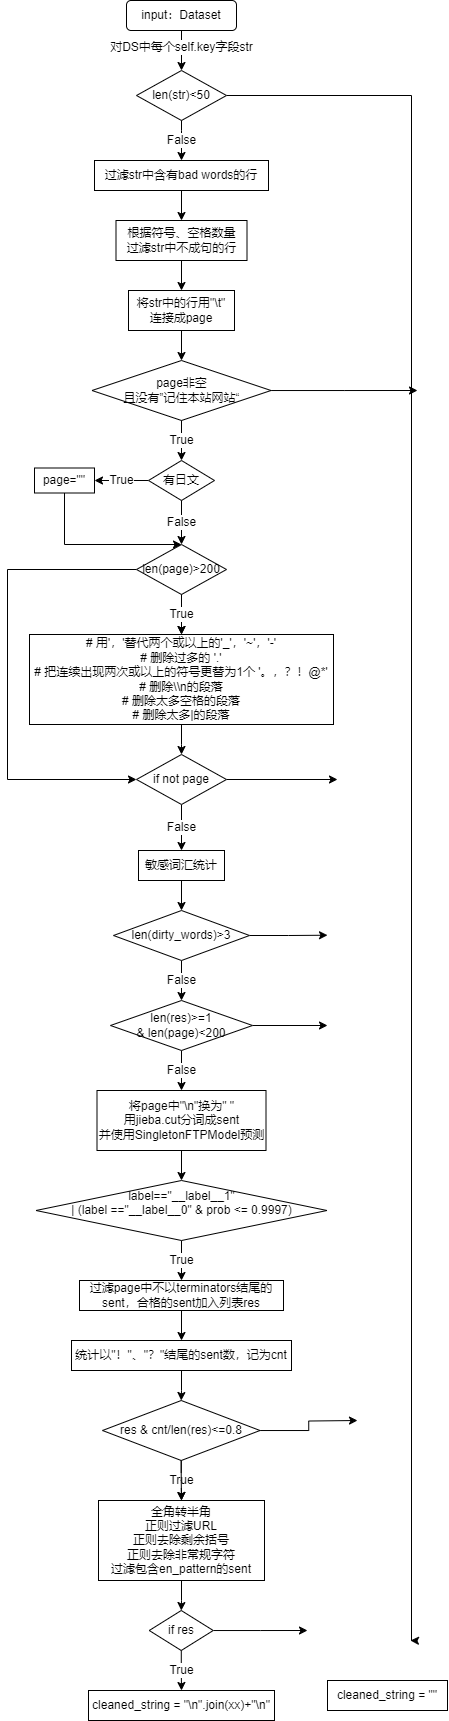 input：Dataset
对DS中每个self.key字段str
len(str)<50
False
过滤str中含有bad words的行
根据符号、空格数量
过滤str中不成句的行
将str中的行用"\t"
连接成page
page非空
且没有"记住本站网站“
True
有日文
True
page=""
False
len(page)>200
True
# 用'，'替代两个或以上的'_'，'~'，'-'
# 删除过多的 '.'
# 把连续出现两次或以上的符号更替为1个 '。，？！@*'
# 删除\\n的段落
# 删除太多空格的段落
# 删除太多|的段落
if not page
False
敏感词汇统计
len(dirty_words)>3
False
len(res)>=1
& len(page)<200
False
将page中"\n"换为" "
用jieba.cut分词成sent
并使用SingletonFTPModel预测
label=="__label__1"
| (label =="__label__0" & prob <= 0.9997)
True
过滤page中不以terminators结尾的
sent，合格的sent加入列表res
统计以"！"、"？"结尾的sent数，记为cnt
res & cnt/len(res)<=0.8
True
全角转半角
正则过滤URL
正则去除剩余括号
正则去除非常规字符
过滤包含en_pattern的sent
if res
True
cleaned_string = "\n".join(xx)+"\n"
cleaned_string = ""